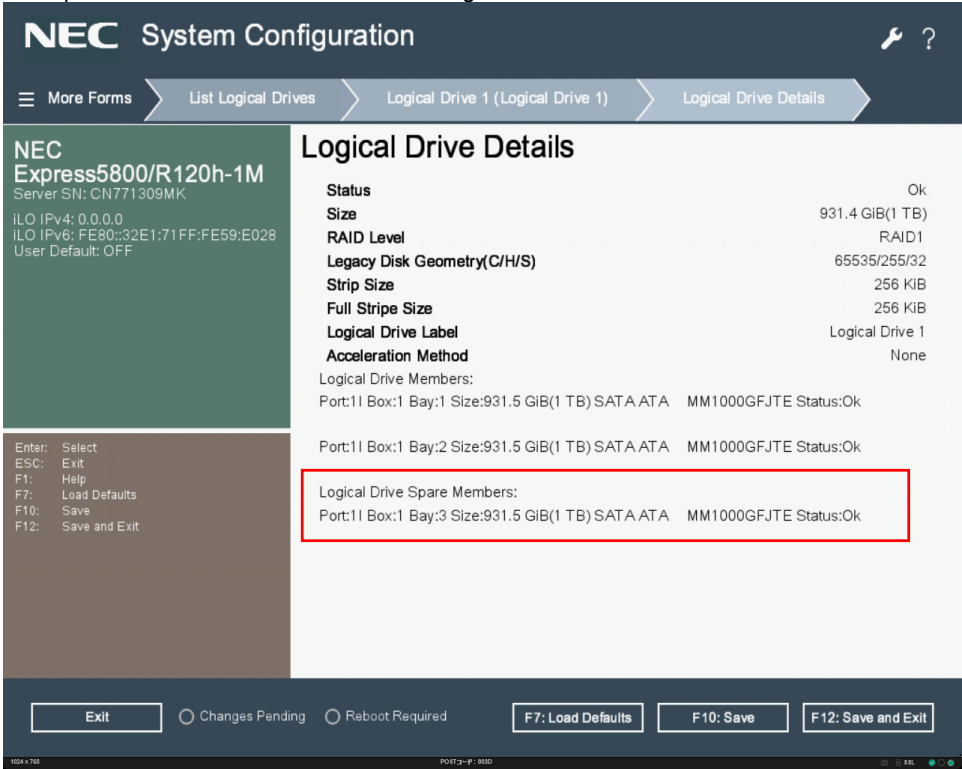 NEC System Configuration
?
More Forms
List Logical Drives
Logical Drive 1 (Logical Drive 1)
Logical Drive Details
NEC
Express5800/R120h-1M
Server SN: CN771309MK
iLO IPv4: 0.0.0.0
iLO IPv6: FE80::32E1:71FF:FE59:E028
User Default: OFF
Enter: Select
ESC: Exit
F1: Help
F7: Load Defaults
F10: Save
F12: Save and Exit
Logical Drive Details
Status Ok
Size 931.4 GiB(1 TB)
RAID Level RAID1
Legacy Disk Geometry(C/H/S) 65535/255/32
Strip Size 256 KiB
Full Stripe Size 256 KiB
Logical Drive Label Logical Drive 1
Acceleration Method None
Logical Drive Members:
Port:1I Box:1 Bay:1 Size:931.5 GiB(1 TB) SATA ATA MM1000GFJTE Status:Ok
Port:1I Box:1 Bay:2 Size:931.5 GiB(1 TB) SATA ATA MM1000GFJTE Status:Ok
Logical Drive Spare Members:
Port:1I Box:1 Bay:3 Size:931.5 GiB(1 TB) SATA ATA MM1000GFJTE Status:Ok
Exit
Changes Pending
Reboot Required
F7: Load Defaults
F10: Save
F12: Save and Exit
1024 x 768
POSTコード: 003D
SSL